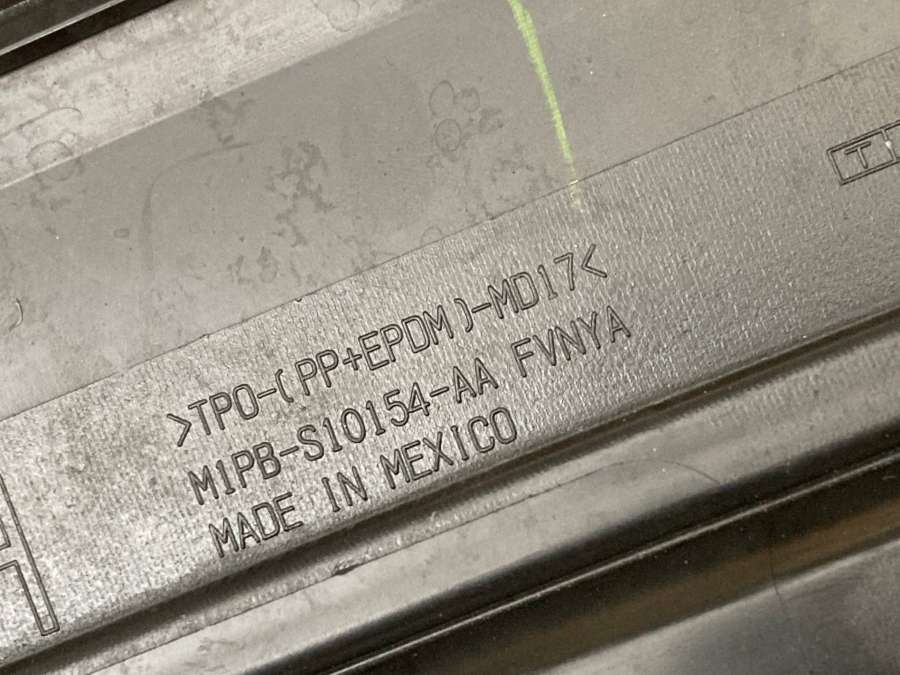 >TPO-(PP+EPDM)-MD17<
M1PB-S10154-AA FVNYA
MADE IN MEXICO